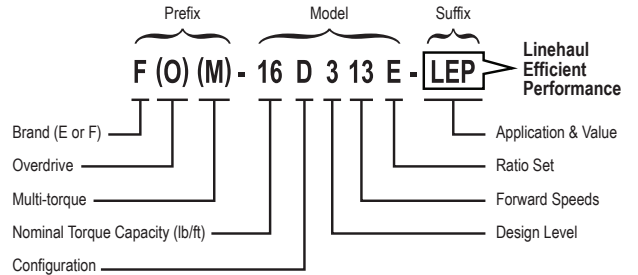 Prefix Model Suffix
F (O) (M) - 16 D 3 13 E - LEP
Linehaul
Efficient
Performance
Brand (E or F)
Overdrive
Multi-torque
Nominal Torque Capacity (lb/ft)
Configuration
Application & Value
Ratio Set
Forward Speeds
Design Level